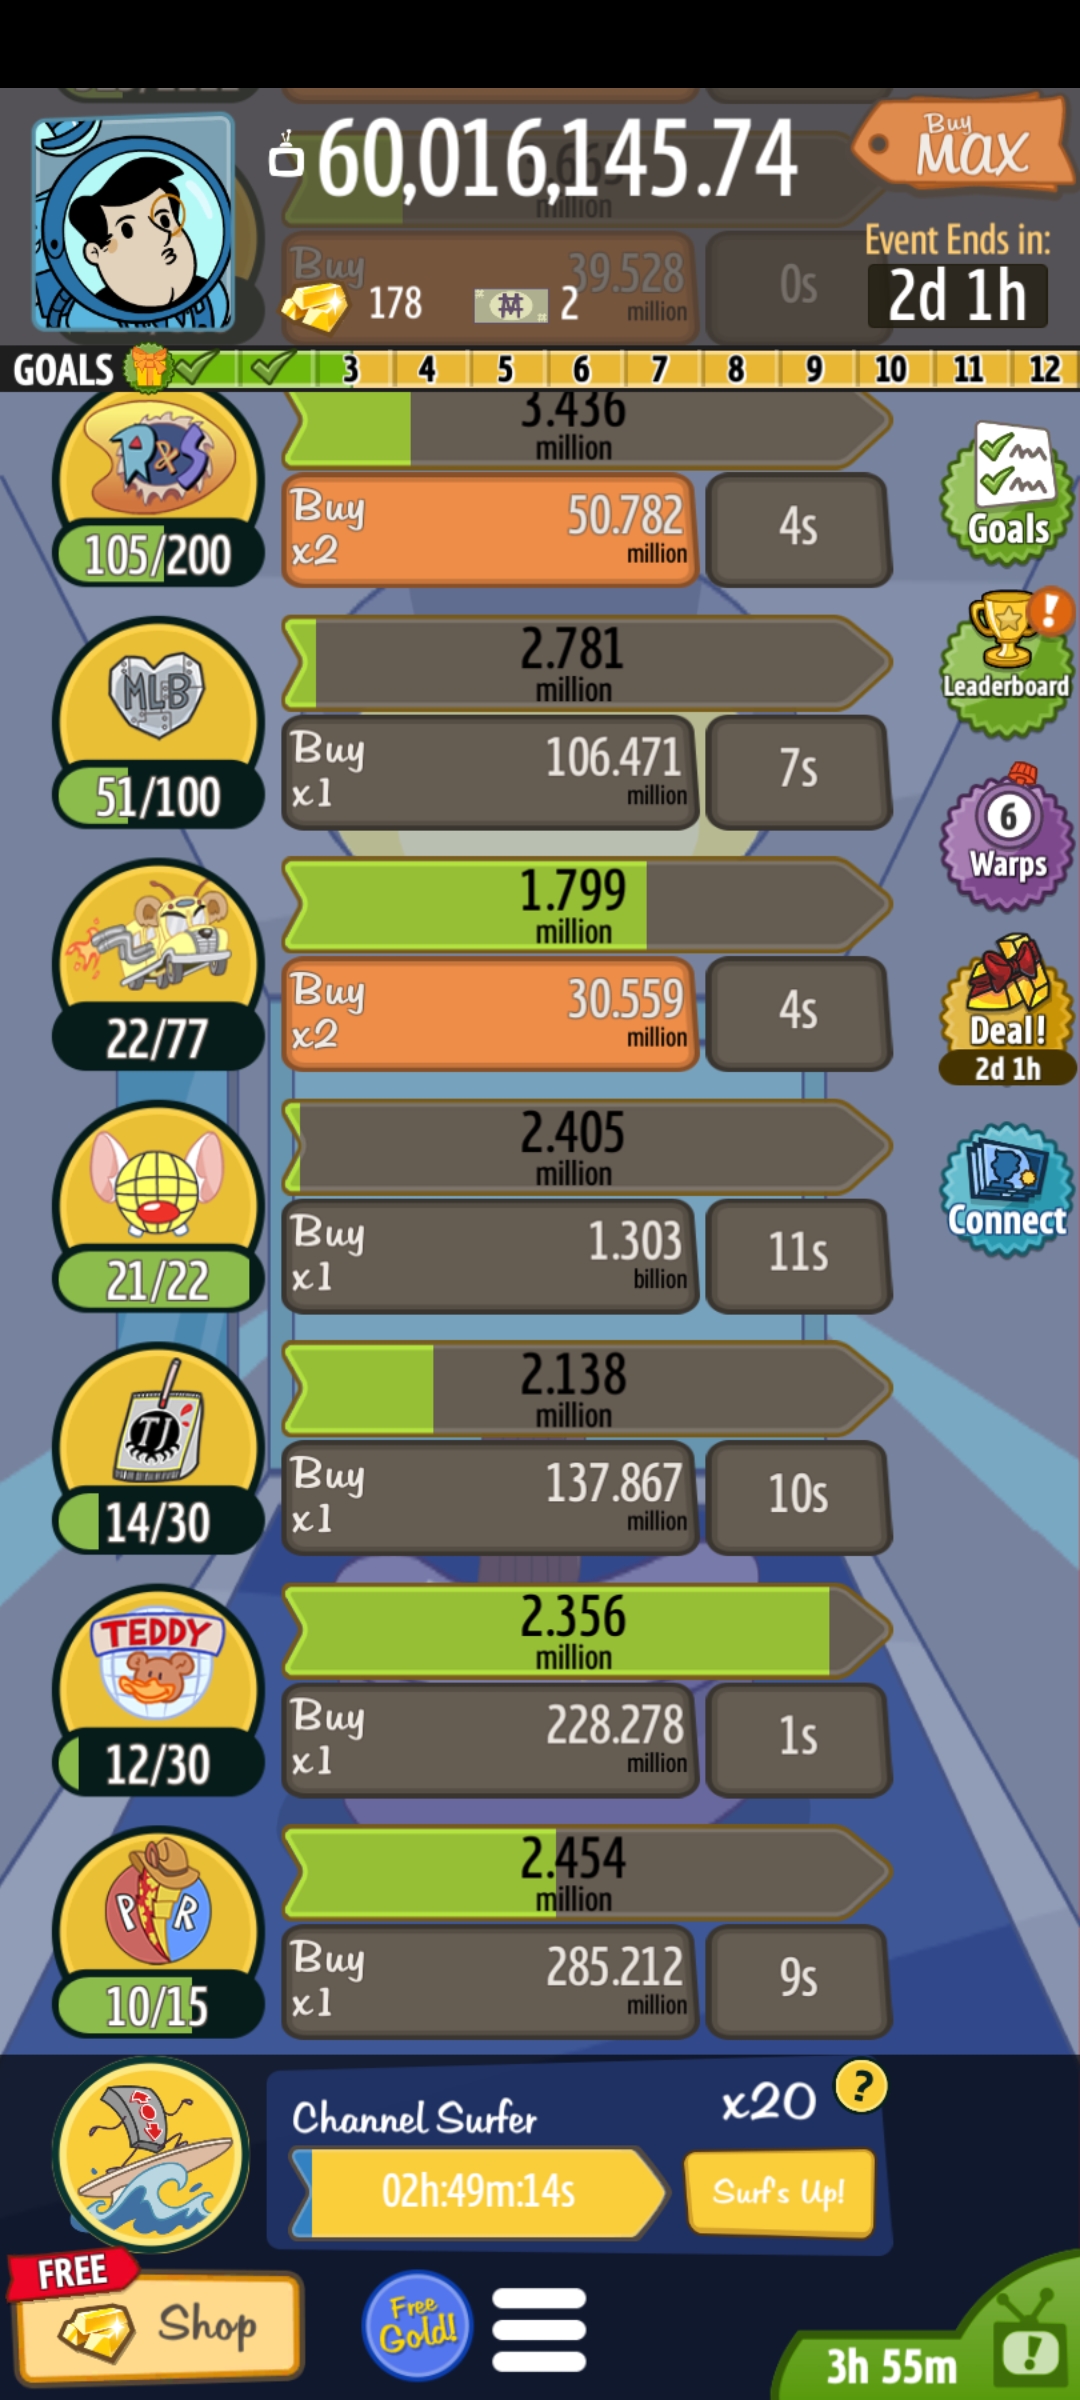 60,016,145.74
Buy
MAX
million
Buy
39.528
million
0s
178
2
Event Ends in:
2d 1h
GOALS
3 4 5 6 7 8 9 10 11 12
R&S
105/200
3.436
million
Buy
x2
50.782
million
4s
Goals
MLB
51/100
2.781
million
Buy
x1
106.471
million
7s
Leaderboard
22/77
1.799
million
Buy
x2
30.559
million
4s
6
Warps
Deal!
2d 1h
21/22
2.405
million
Buy
x1
1.303
billion
11s
Connect
TJ
14/30
2.138
million
Buy
x1
137.867
million
10s
TEDDY
12/30
2.356
million
Buy
x1
228.278
million
1s
P R
10/15
2.454
million
Buy
x1
285.212
million
9s
Channel Surfer
x20
?
02h:49m:14s
Surf's Up!
FREE
Shop
Free
Gold!
3h 55m
!